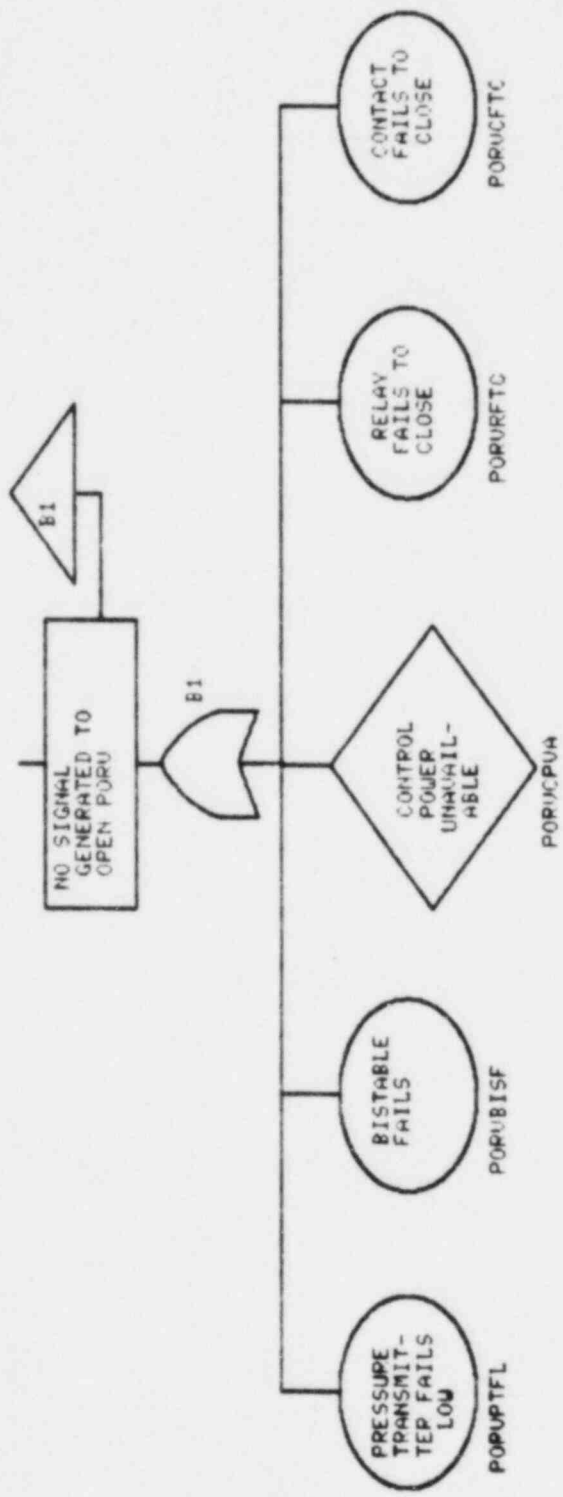 NO SIGNAL
GENERATED TO
OPEN PORV
B1
B1
PRESSURE
TRANSMIT-
TER FAILS
LOW
PORVPTFL
BISTABLE
FAILS
PORVBISF
CONTROL
POWER
UNAVAIL-
ABLE
PORVCPVA
RELAY
FAILS TO
CLOSE
PORVRFTC
CONTACT
FAILS TO
CLOSE
PORVCFTC